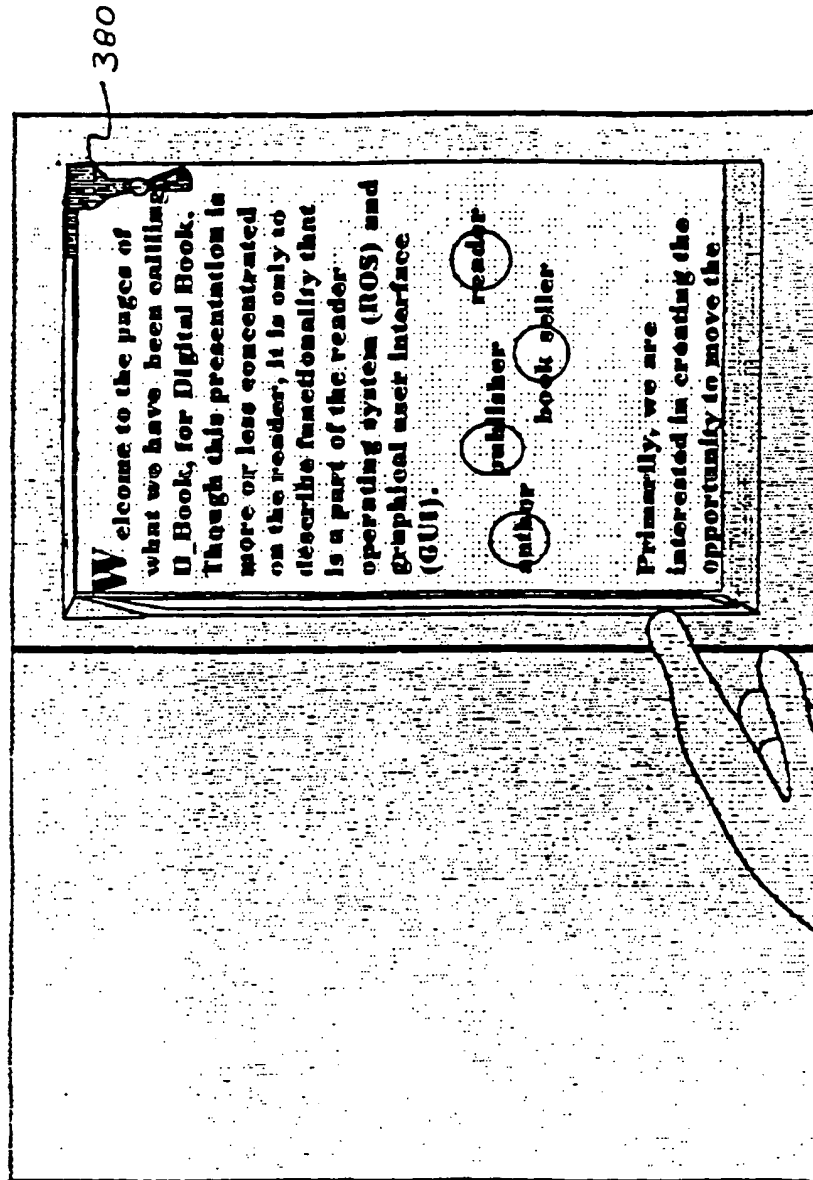 380
Welcome to the pages of
what we have been callling
D_Book, for Digital Book.
Though this presentation is
more or less concentrated
on the reader, it is only to
describe functionality that
is a part of the reader
operating system (ROS) and
graphical user interface
(GUI).
author publisher reader
book seller
Primarily, we are
interested in creating the
opportunity to move the